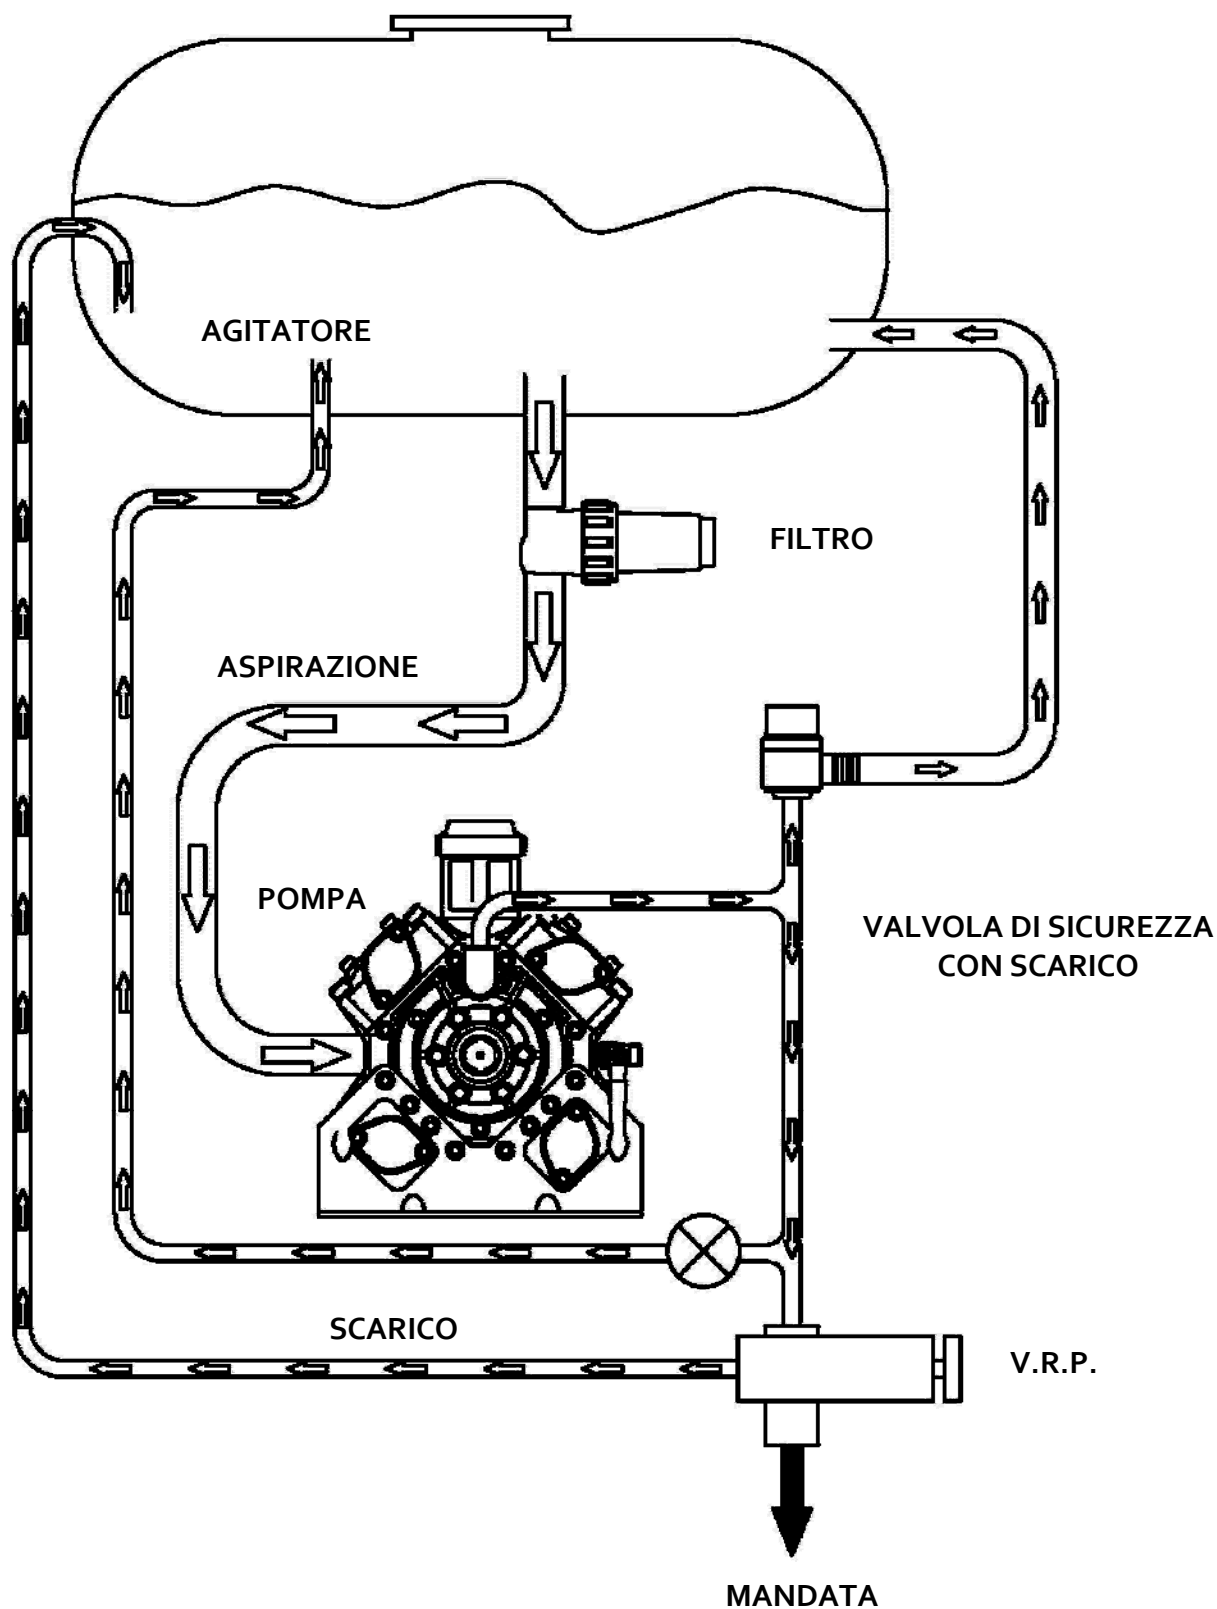 AGITATORE
FILTRO
ASPIRAZIONE
POMPA
VALVOLA DI SICUREZZA
CON SCARICO
SCARICO
V.R.P.
MANDATA